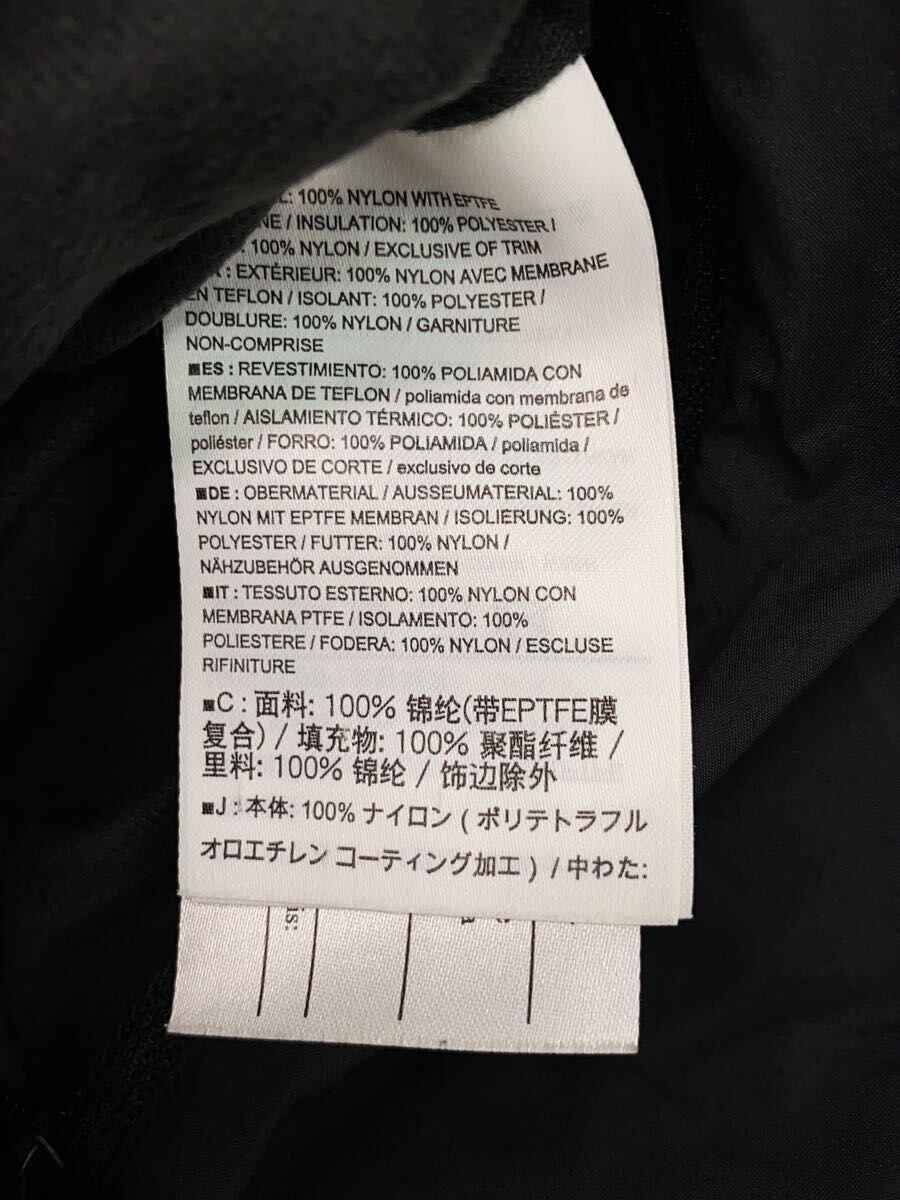 100% NYLON WITH EPTFE
/ INSULATION: 100% POLYESTER /
100% NYLON / EXCLUSIVE OF TRIM
: EXTÉRIEUR: 100% NYLON AVEC MEMBRANE
EN TEFLON / ISOLANT: 100% POLYESTER /
DOUBLURE: 100% NYLON / GARNITURE
NON-COMPRISE
■ES : REVESTIMIENTO: 100% POLIAMIDA CON
MEMBRANA DE TEFLON / poliamida con membrana de
teflon / AISLAMIENTO TÉRMICO: 100% POLIÉSTER /
poliéster / FORRO: 100% POLIAMIDA / poliamida /
EXCLUSIVO DE CORTE / exclusivo de corte
■DE : OBERMATERIAL / AUSSEUMATERIAL: 100%
NYLON MIT EPTFE MEMBRAN / ISOLIERUNG: 100%
POLYESTER / FUTTER: 100% NYLON /
NÄHZUBEHÖR AUSGENOMMEN
■IT : TESSUTO ESTERNO: 100% NYLON CON
MEMBRANA PTFE / ISOLAMENTO: 100%
POLIESTERE / FODERA: 100% NYLON / ESCLUSE
RIFINITURE
■C : 面料: 100% 锦纶(带EPTFE膜
复合) / 填充物: 100% 聚酯纤维 /
里料: 100% 锦纶 / 饰边除外
■J : 本体: 100% ナイロン ( ポリテトラフル
オロエチレン コーティング加工 ) / 中わた: